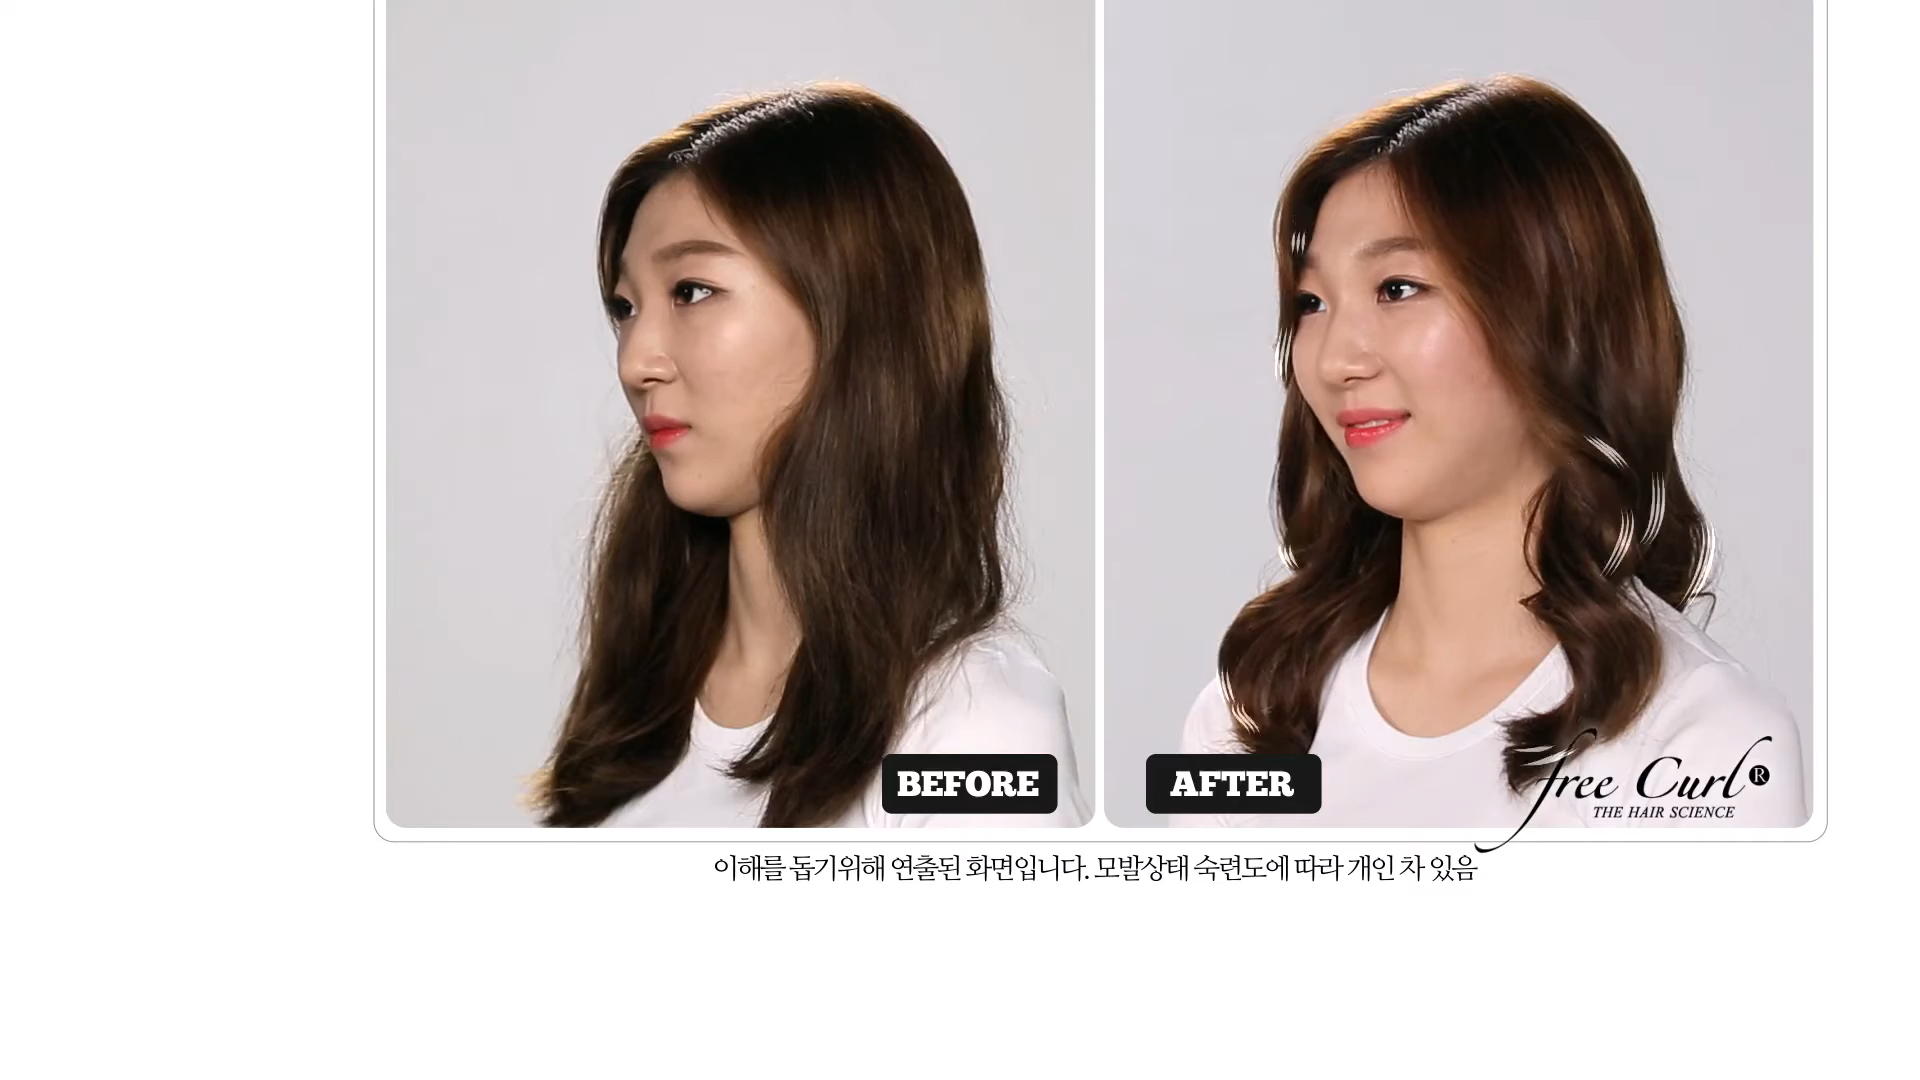 BEFORE
AFTER
free Curl®
THE HAIR SCIENCE
이해를 돕기위해 연출된 화면입니다. 모발상태 숙련도에 따라 개인 차 있음